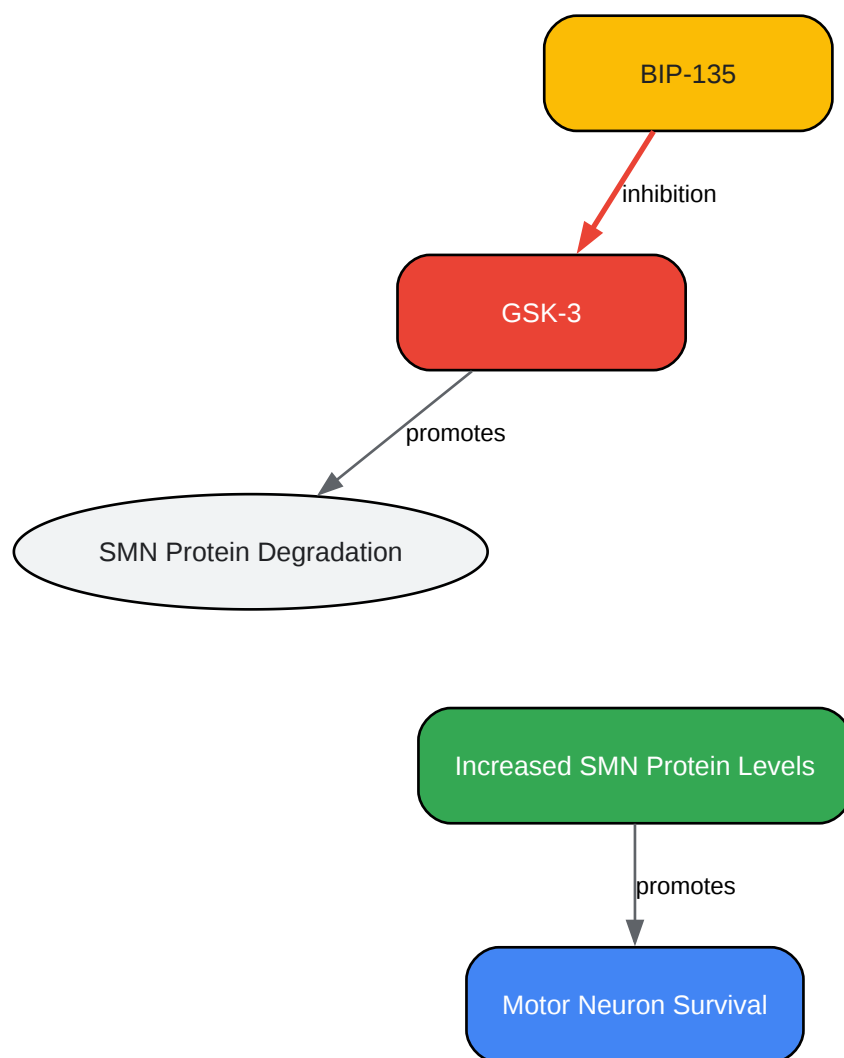 BIP-135
inhibition
GSK-3
promotes
SMN Protein Degradation
Increased SMN Protein Levels
promotes
Motor Neuron Survival